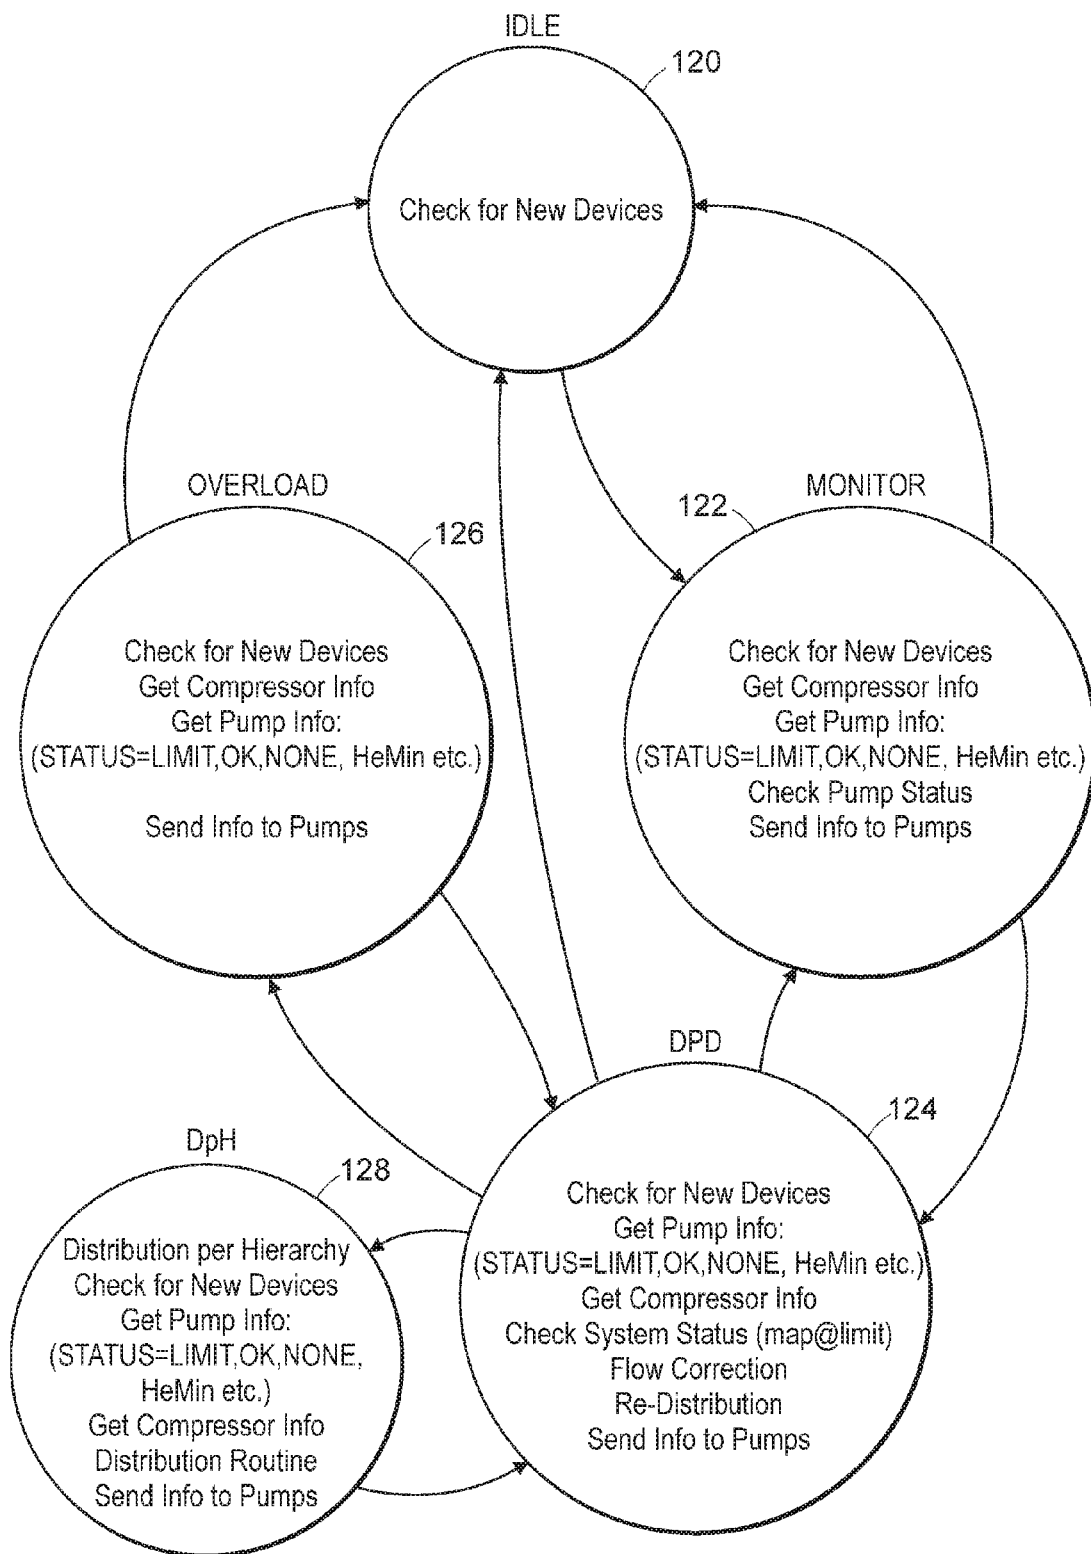 IDLE
120
Check for New Devices
OVERLOAD
126
Check for New Devices
Get Compressor Info
Get Pump Info:
(STATUS=LIMIT,OK,NONE, HeMin etc.)
Send Info to Pumps
MONITOR
122
Check for New Devices
Get Compressor Info
Get Pump Info:
(STATUS=LIMIT,OK,NONE, HeMin etc.)
Check Pump Status
Send Info to Pumps
DPD
124
Check for New Devices
Get Pump Info:
(STATUS=LIMIT,OK,NONE, HeMin etc.)
Get Compressor Info
Check System Status (map@limit)
Flow Correction
Re-Distribution
Send Info to Pumps
DpH
128
Distribution per Hierarchy
Check for New Devices
Get Pump Info:
(STATUS=LIMIT,OK,NONE,
HeMin etc.)
Get Compressor Info
Distribution Routine
Send Info to Pumps